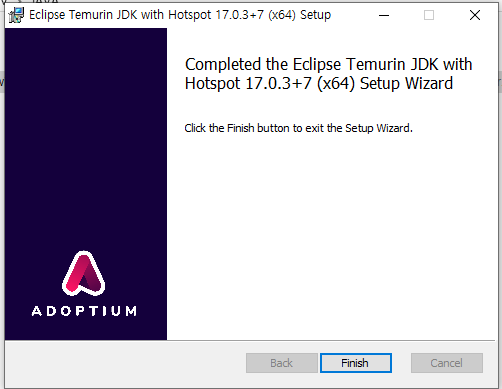 Eclipse Temurin JDK with Hotspot 17.0.3+7 (x64) Setup
Completed the Eclipse Temurin JDK with
Hotspot 17.0.3+7 (x64) Setup Wizard
Click the Finish button to exit the Setup Wizard.
ADOPTIUM
Back
Finish
Cancel